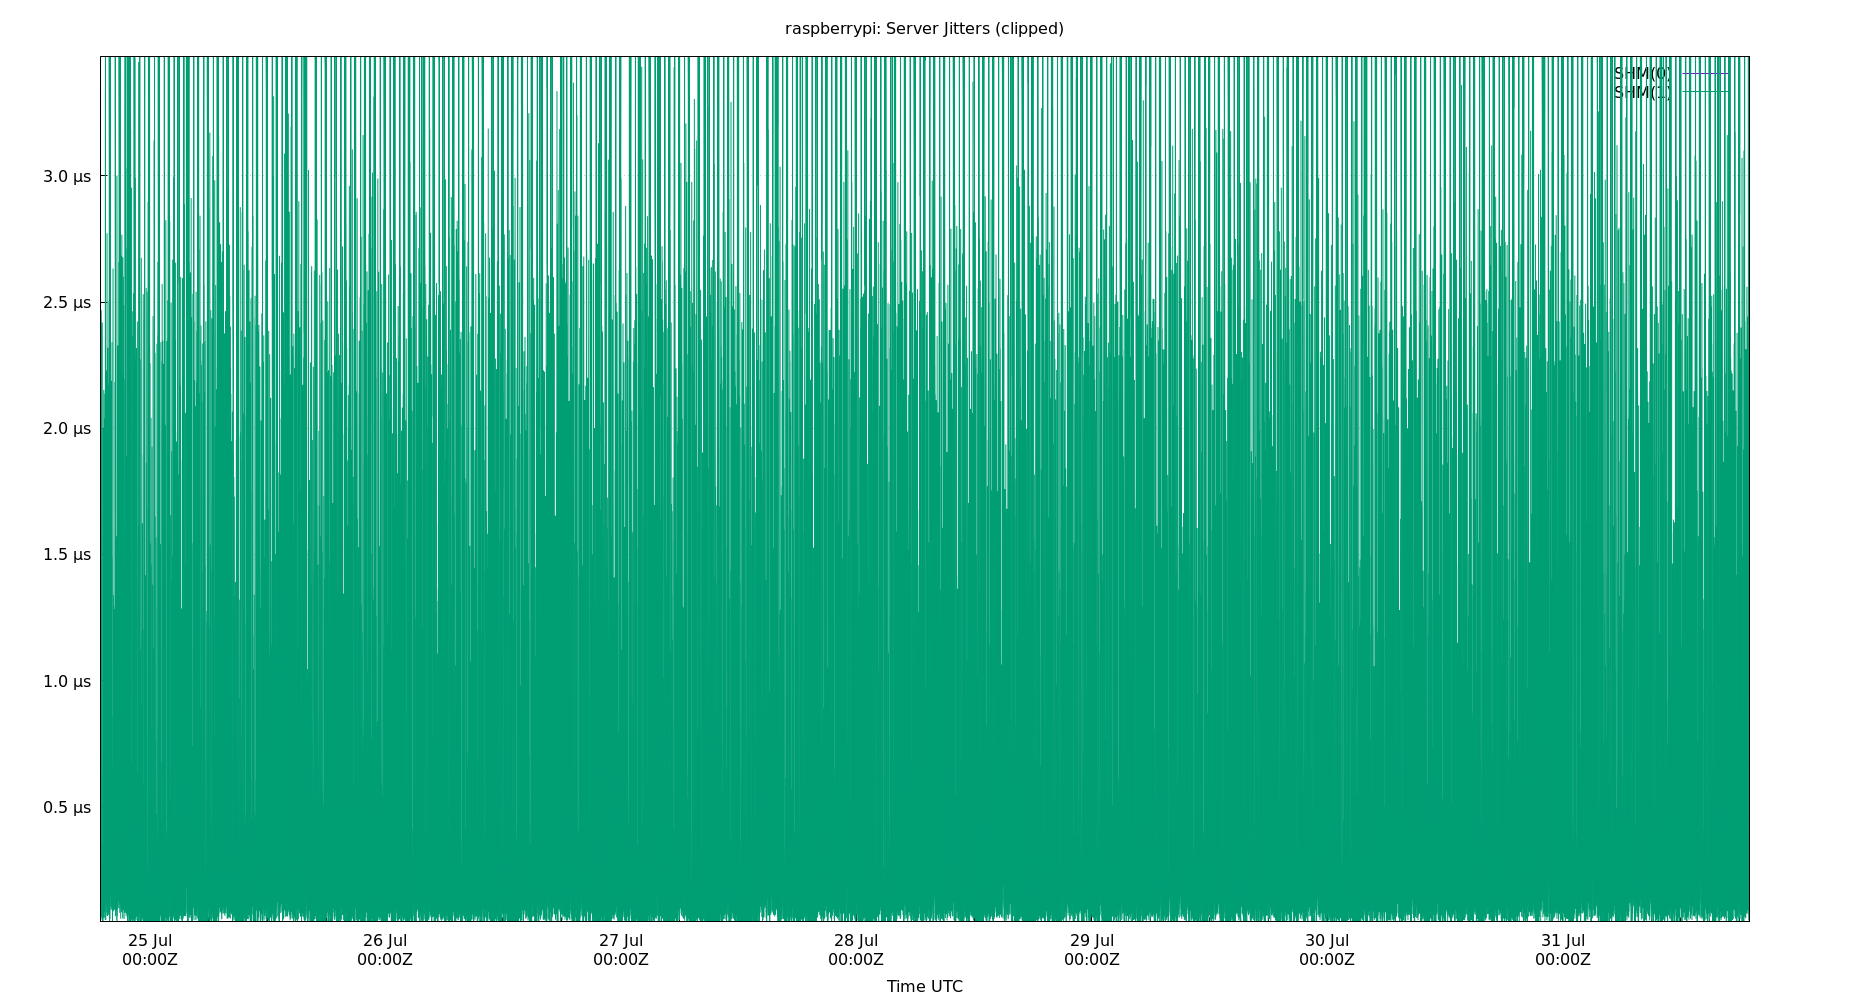 raspberrypi: Server Jitters (clipped)
SHM(0)
SHM(1)
3.0 μs
2.5 μs
2.0 μs
1.5 μs
1.0 μs
0.5 μs
25 Jul 26 Jul 27 Jul 28 Jul 29 Jul 30 Jul 31 Jul
00:00Z 00:00Z 00:00Z 00:00Z 00:00Z 00:00Z 00:00Z
Time UTC